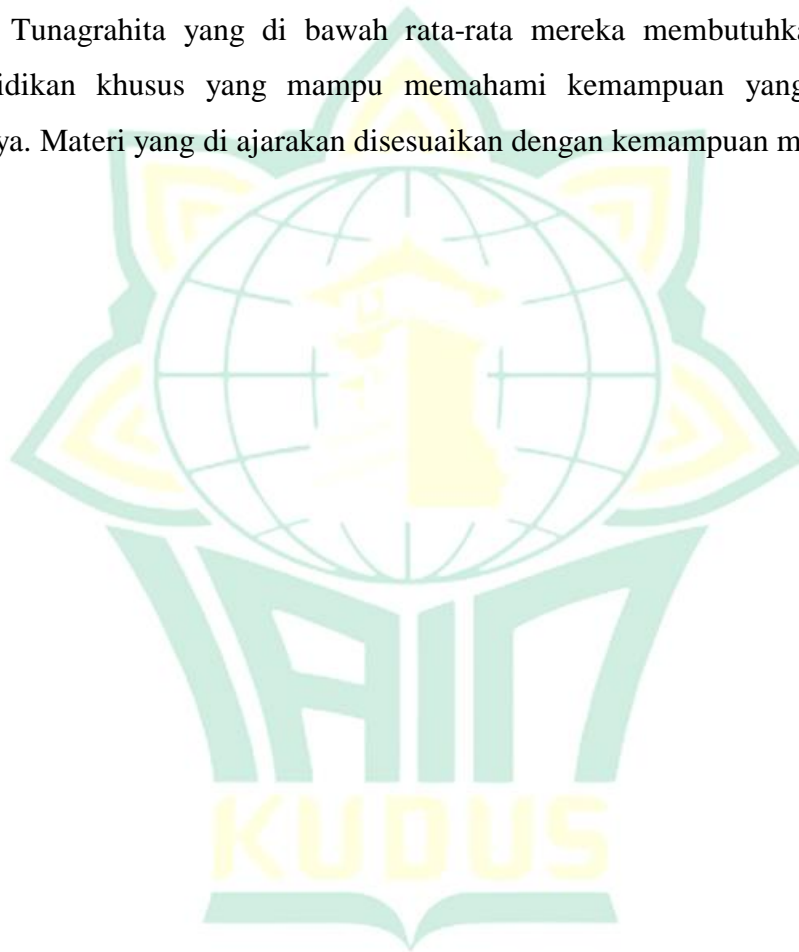 Tunagrahita yang di bawah rata-rata mereka membutuhka
idikan khusus yang mampu memahami kemampuan yang
ya. Materi yang di ajarakan disesuaikan dengan kemampuan m
IAIN
KUDUS